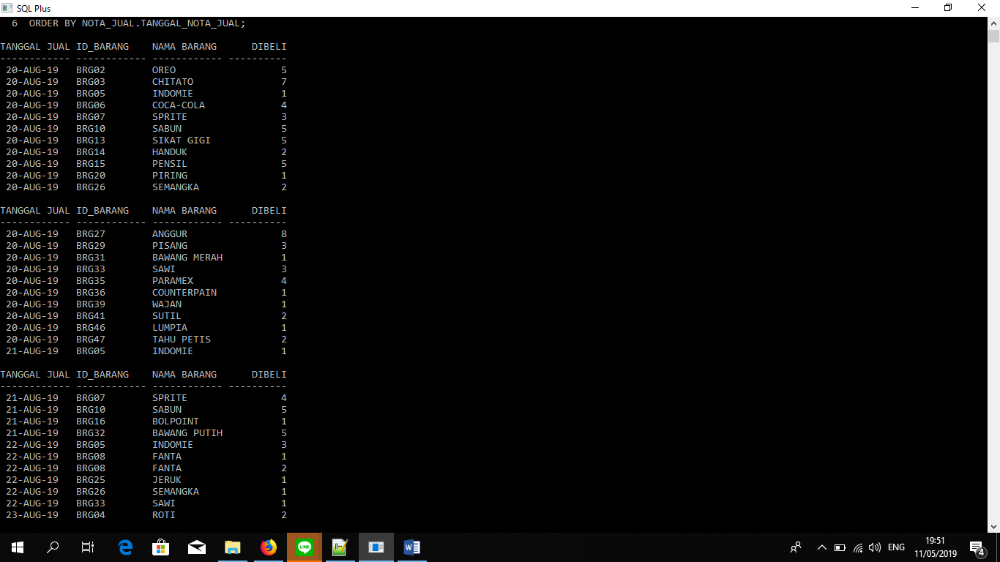 SQL Plus
6 ORDER BY NOTA_JUAL.TANGGAL_NOTA_JUAL;
TANGGAL JUAL ID_BARANG NAMA BARANG DIBELI
------------ ------------ ------------ ----------
20-AUG-19 BRG02 OREO 5
20-AUG-19 BRG03 CHITATO 7
20-AUG-19 BRG05 INDOMIE 1
20-AUG-19 BRG06 COCA-COLA 4
20-AUG-19 BRG07 SPRITE 3
20-AUG-19 BRG10 SABUN 5
20-AUG-19 BRG13 SIKAT GIGI 5
20-AUG-19 BRG14 HANDUK 2
20-AUG-19 BRG15 PENSIL 5
20-AUG-19 BRG20 PIRING 1
20-AUG-19 BRG26 SEMANGKA 2
TANGGAL JUAL ID_BARANG NAMA BARANG DIBELI
------------ ------------ ------------ ----------
20-AUG-19 BRG27 ANGGUR 8
20-AUG-19 BRG29 PISANG 3
20-AUG-19 BRG31 BAWANG MERAH 1
20-AUG-19 BRG33 SAWI 3
20-AUG-19 BRG35 PARAMEX 4
20-AUG-19 BRG36 COUNTERPAIN 1
20-AUG-19 BRG39 WAJAN 1
20-AUG-19 BRG41 SUTIL 2
20-AUG-19 BRG46 LUMPIA 1
20-AUG-19 BRG47 TAHU PETIS 2
21-AUG-19 BRG05 INDOMIE 1
TANGGAL JUAL ID_BARANG NAMA BARANG DIBELI
------------ ------------ ------------ ----------
21-AUG-19 BRG07 SPRITE 4
21-AUG-19 BRG10 SABUN 5
21-AUG-19 BRG16 BOLPOINT 1
21-AUG-19 BRG32 BAWANG PUTIH 5
22-AUG-19 BRG05 INDOMIE 3
22-AUG-19 BRG08 FANTA 1
22-AUG-19 BRG08 FANTA 2
22-AUG-19 BRG25 JERUK 1
22-AUG-19 BRG26 SEMANGKA 1
22-AUG-19 BRG33 SAWI 1
23-AUG-19 BRG04 ROTI 2
LINE
ENG
19:51
11/05/2019
4